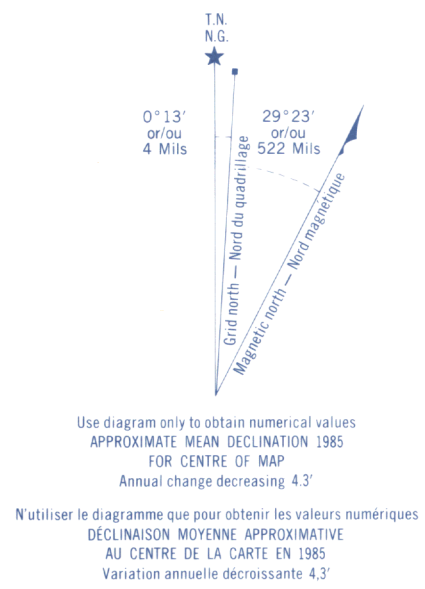 T.N.
N.G.
0°13′
or/ou
4 Mils
29°23′
or/ou
522 Mils
Grid north — Nord du quadrillage
Magnetic north — Nord magnetique
Use diagram only to obtain numerical values
APPROXIMATE MEAN DECLINATION 1985
FOR CENTRE OF MAP
Annual change decreasing 4.3′
N'utiliser le diagramme que pour obtenir les valeurs numériques
DÉCLINAISON MOYENNE APPROXIMATIVE
AU CENTRE DE LA CARTE EN 1985
Variation annuelle décroissante 4,3′